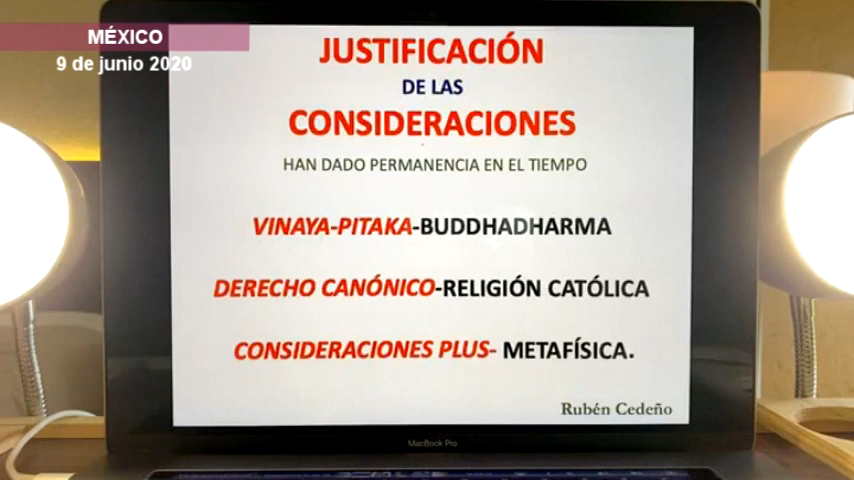 MÉXICO
9 de junio 2020
JUSTIFICACIÓN
DE LAS
CONSIDERACIONES
HAN DADO PERMANENCIA EN EL TIEMPO
VINAYA-PITAKA-BUDDHADHARMA
DERECHO CANÓNICO-RELIGIÓN CATÓLICA
CONSIDERACIONES PLUS- METAFÍSICA.
Rubén Cedeño
MacBook Pro